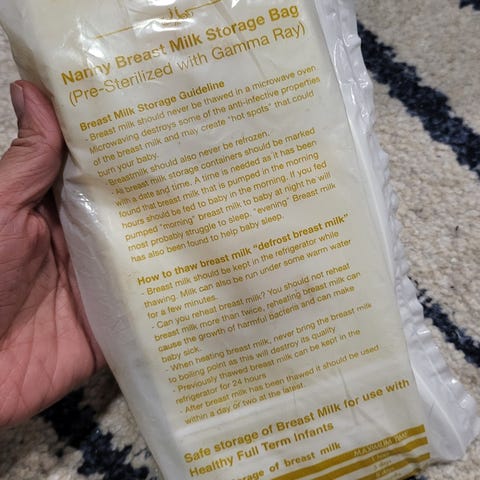 Nanny Breast Milk Storage Bag
(Pre-Sterilized with Gamma Ray)
Breast Milk Storage Guideline
- Breast milk should never be thawed in a microwave oven
Microwaving destroys some of the anti-infective properties
of the breast milk and may create "hot spots" that could
burn your baby.
- Breastmilk should also never be refrozen.
- All breast milk storage containers should be marked
with a date and time. A time is needed as it has been
found that breast milk that is pumped in the morning
hours should be fed to baby in the morning. If you fed
pumped "morning" breast milk to baby at night he will
most probably struggle to sleep. "evening" Breast milk
has also been found to help baby sleep.
How to thaw breast milk "defrost breast milk"
- Breast milk should be kept in the refrigerator while
thawing. Milk can also be run under some warm water
for a few minutes.
- Can you reheat breast milk? You should not reheat
breast milk more than twice, reheating breast milk can
cause the growth of harmful bacteria and can make
baby sick.
- When heating breast milk, never bring the breast milk
to boiling point as this will destroy its quality
- Previously thawed breast milk can be kept in the
refrigerator for 24 hours
- After breast milk has been thawed it should be used
within a day or two at the latest.
Safe storage of Breast Milk for use with
Healthy Full Term Infants
storage of breast milk